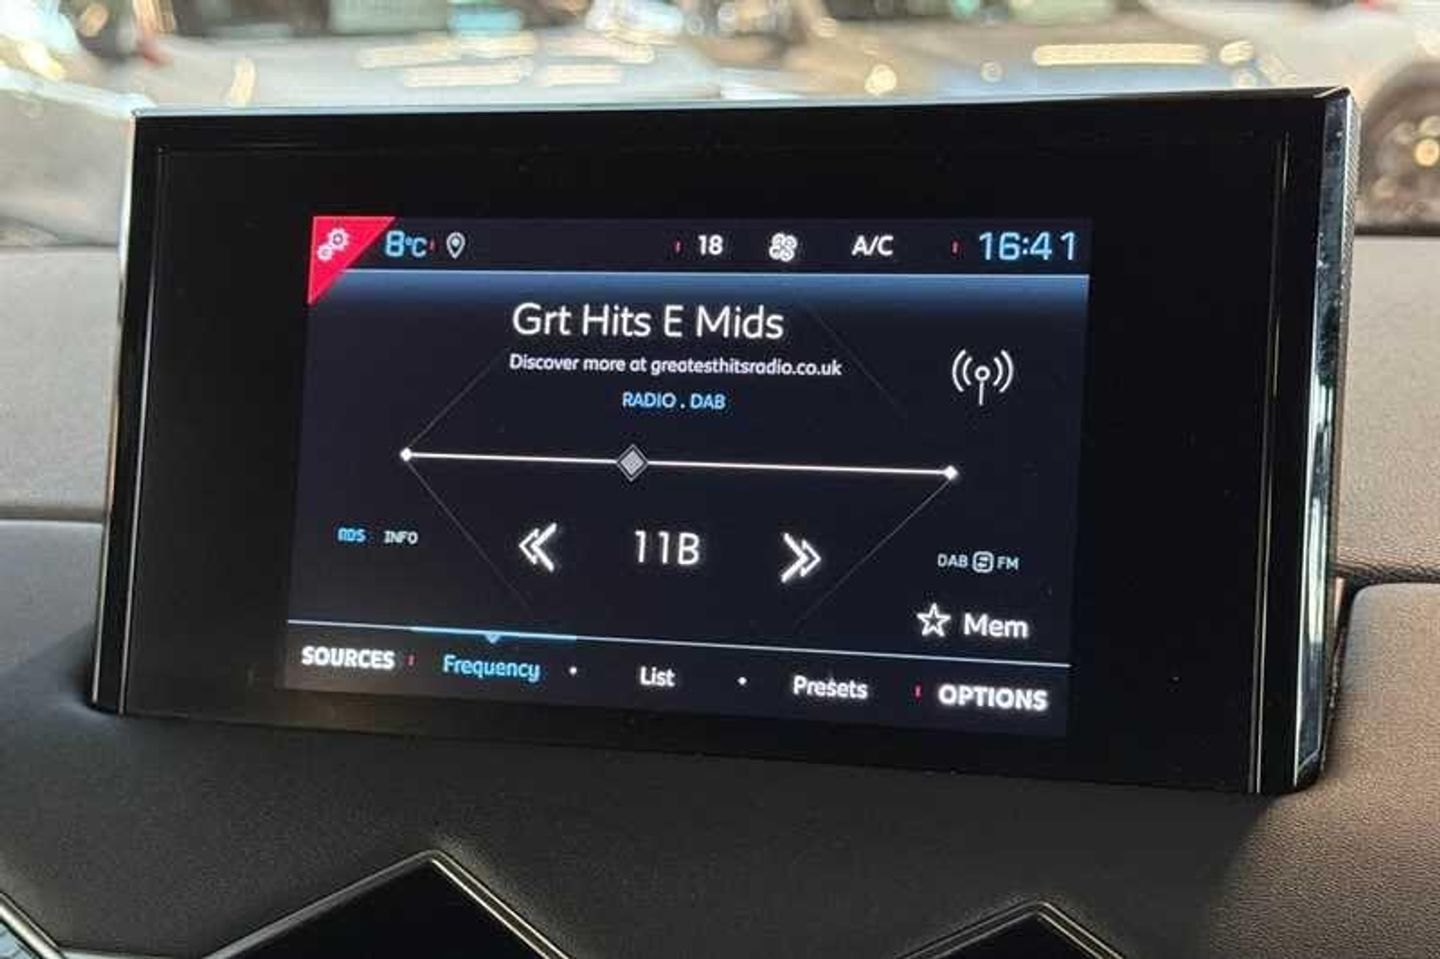 8°C 18 A/C 16:41
Grt Hits E Mids
Discover more at greatesthitsradio.co.uk
RADIO . DAB
RDS INFO
11B
DAB S FM
Mem
SOURCES Frequency • List • Presets OPTIONS